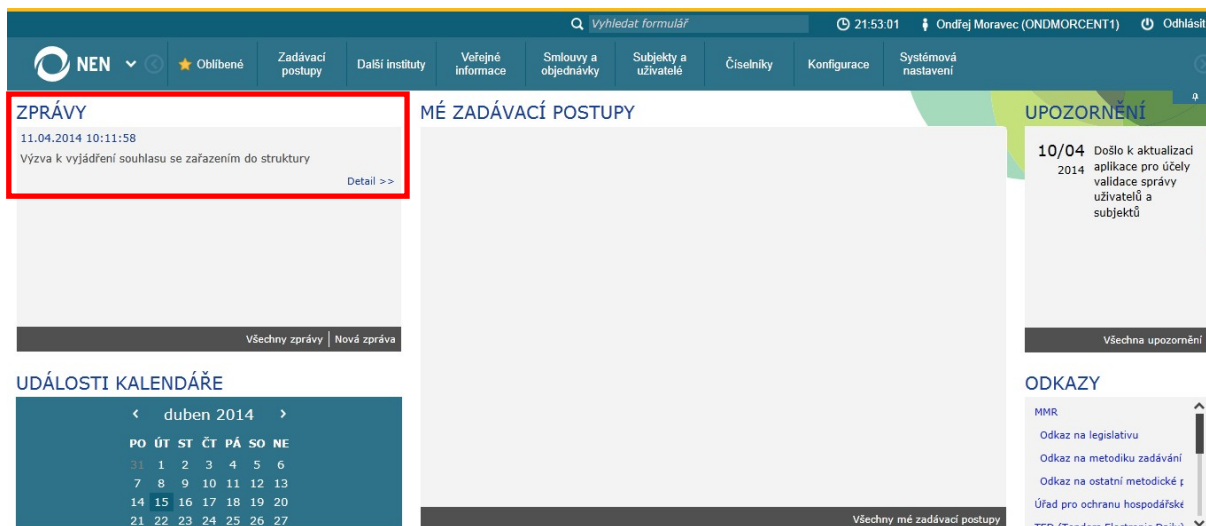 Vyhledat formulář
21:53:01
Ondřej Moravec (ONDMORCENT1)
Odhlásit
NEN
Oblíbené
Zadávací
postupy
Další instituty
Veřejné
informace
Smlouvy a
objednávky
Subjekty a
uživatelé
Číselníky
Konfigurace
Systémová
nastavení
ZPRÁVY
11.04.2014 10:11:58
Výzva k vyjádření souhlasu se zařazením do struktury
Detail >>
Všechny zprávy | Nová zpráva
MÉ ZADÁVACÍ POSTUPY
Všechny mé zadávací postupy
UPOZORNĚNÍ
10/04
2014
Došlo k aktualizaci
aplikace pro účely
validace správy
uživatelů a
subjektů
Všechna upozornění
UDÁLOSTI KALENDÁŘE
duben 2014
PO ÚT ST ČT PÁ SO NE
31 1 2 3 4 5 6
7 8 9 10 11 12 13
14 15 16 17 18 19 20
21 22 23 24 25 26 27
ODKAZY
MMR
Odkaz na legislativu
Odkaz na metodiku zadávání
Odkaz na ostatní metodické
Úřad pro ochranu hospodářské